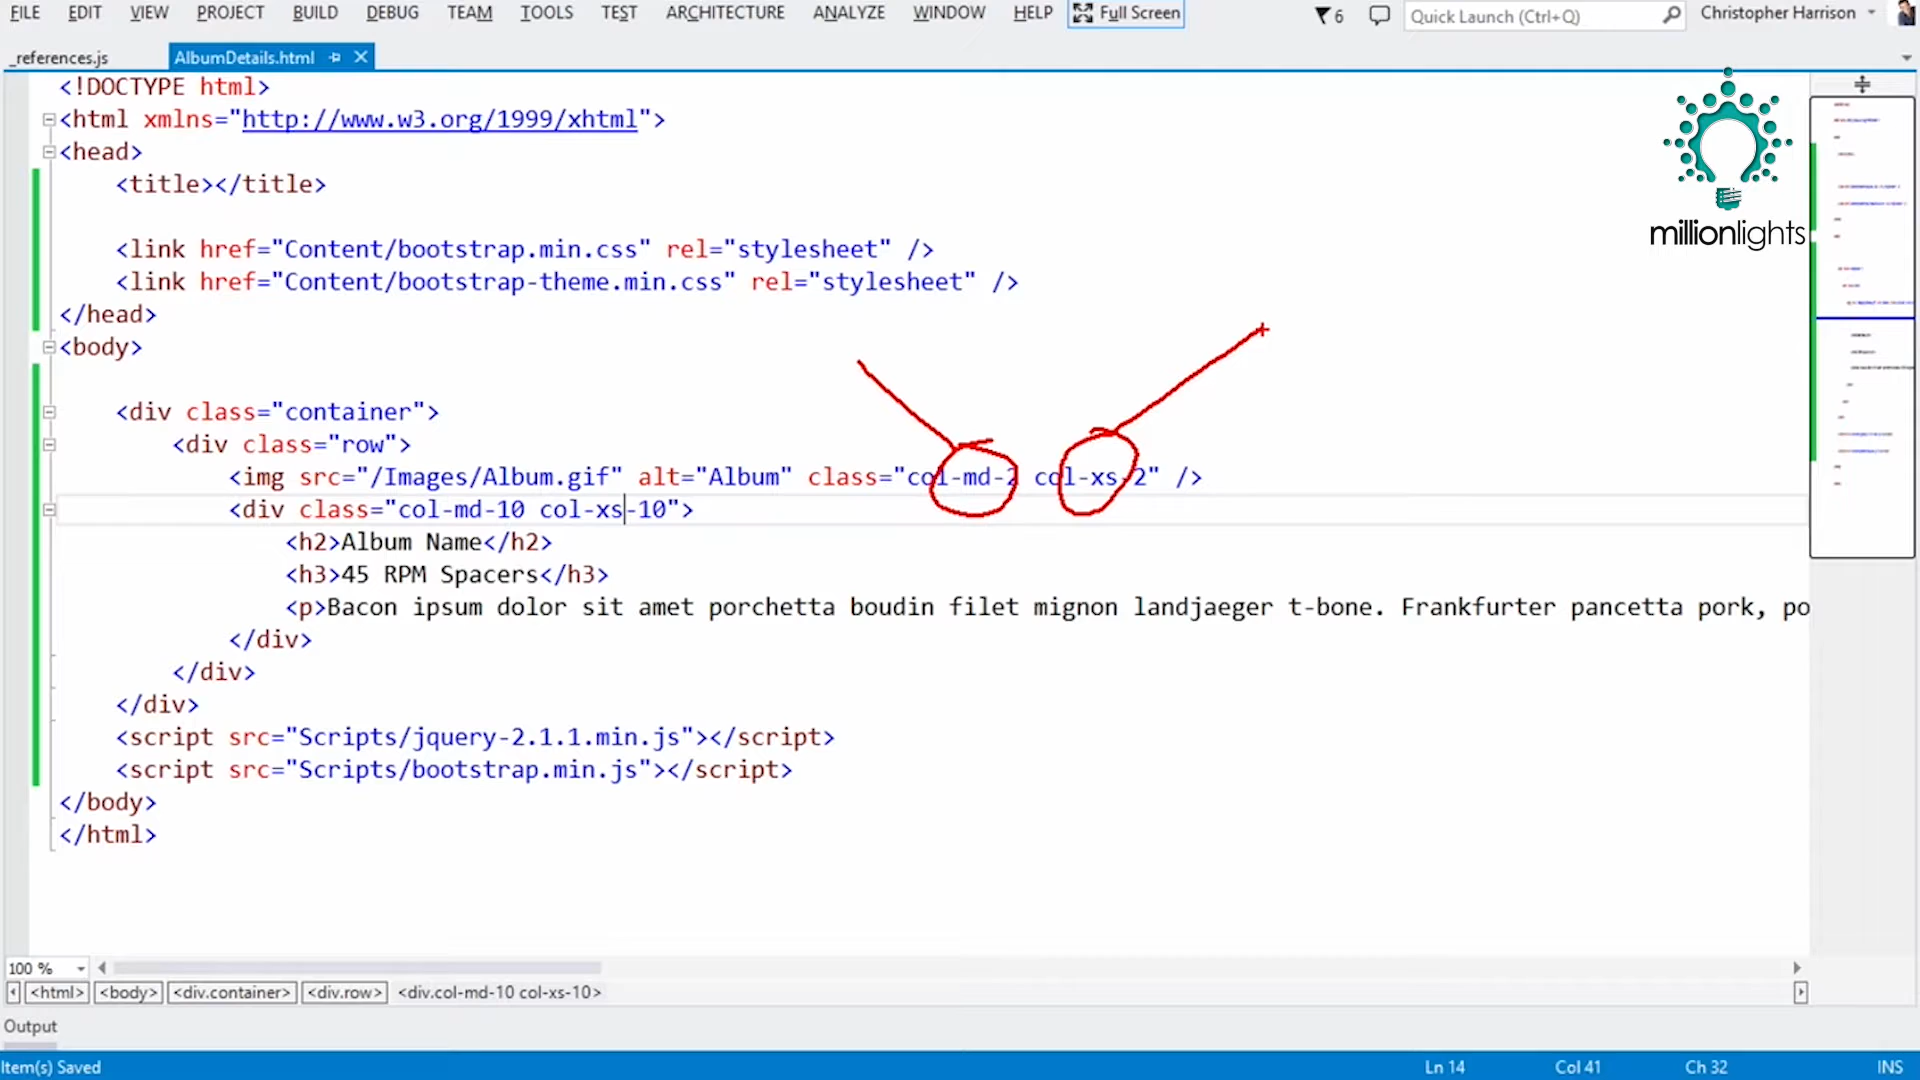 FILE EDIT VIEW PROJECT BUILD DEBUG TEAM TOOLS TEST ARCHITECTURE ANALYZE WINDOW HELP Full Screen 6 Quick Launch (Ctrl+Q) Christopher Harrison
_references.js AlbumDetails.html
<!DOCTYPE html>
<html xmlns="http://www.w3.org/1999/xhtml">
<head>
<title></title>
<link href="Content/bootstrap.min.css" rel="stylesheet" />
<link href="Content/bootstrap-theme.min.css" rel="stylesheet" />
</head>
<body>
<div class="container">
<div class="row">
<img src="/Images/Album.gif" alt="Album" class="col-md-2 col-xs-2" />
<div class="col-md-10 col-xs-10">
<h2>Album Name</h2>
<h3>45 RPM Spacers</h3>
<p>Bacon ipsum dolor sit amet porchetta boudin filet mignon landjaeger t-bone. Frankfurter pancetta pork, po
</div>
</div>
</div>
<script src="Scripts/jquery-2.1.1.min.js"></script>
<script src="Scripts/bootstrap.min.js"></script>
</body>
</html>
millionlights
100 %
<html> <body> <div.container> <div.row> <div.col-md-10 col-xs-10>
Output
Item(s) Saved Ln 14 Col 41 Ch 32 INS